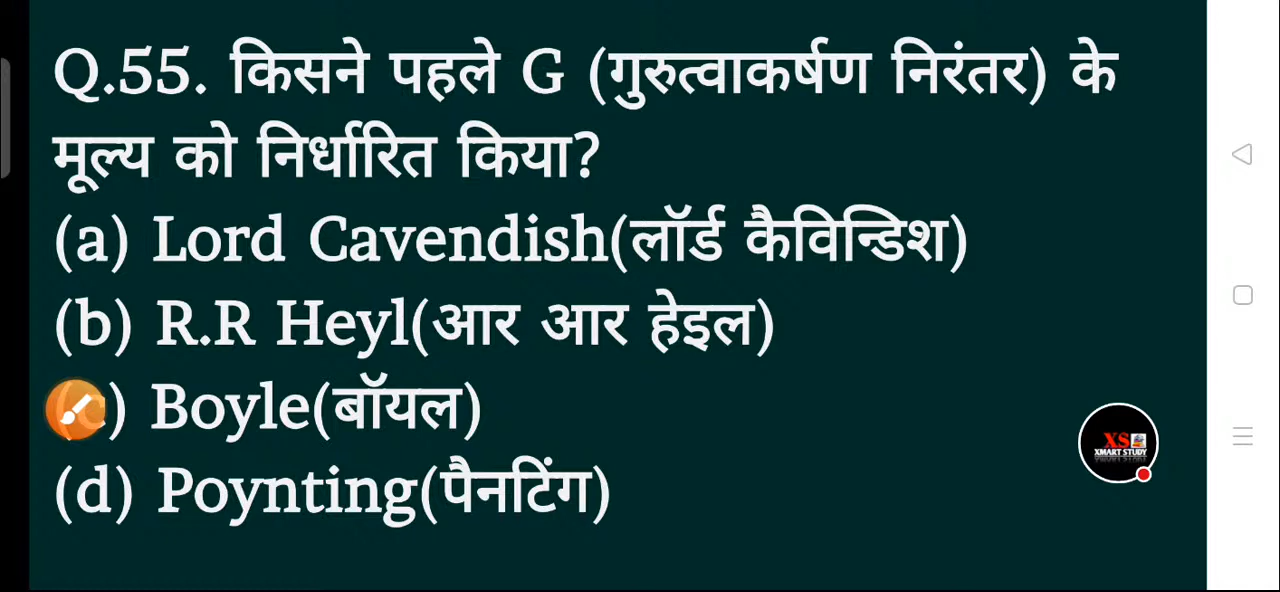 Q.55. किसने पहले G (गुरुत्वाकर्षण निरंतर) के
मूल्य को निर्धारित किया?
(a) Lord Cavendish(लॉर्ड कैविन्डिश)
(b) R.R Heyl(आर आर हेइल)
(c) Boyle(बॉयल)
(d) Poynting(पैनटिंग)
XS
XMART STUDY